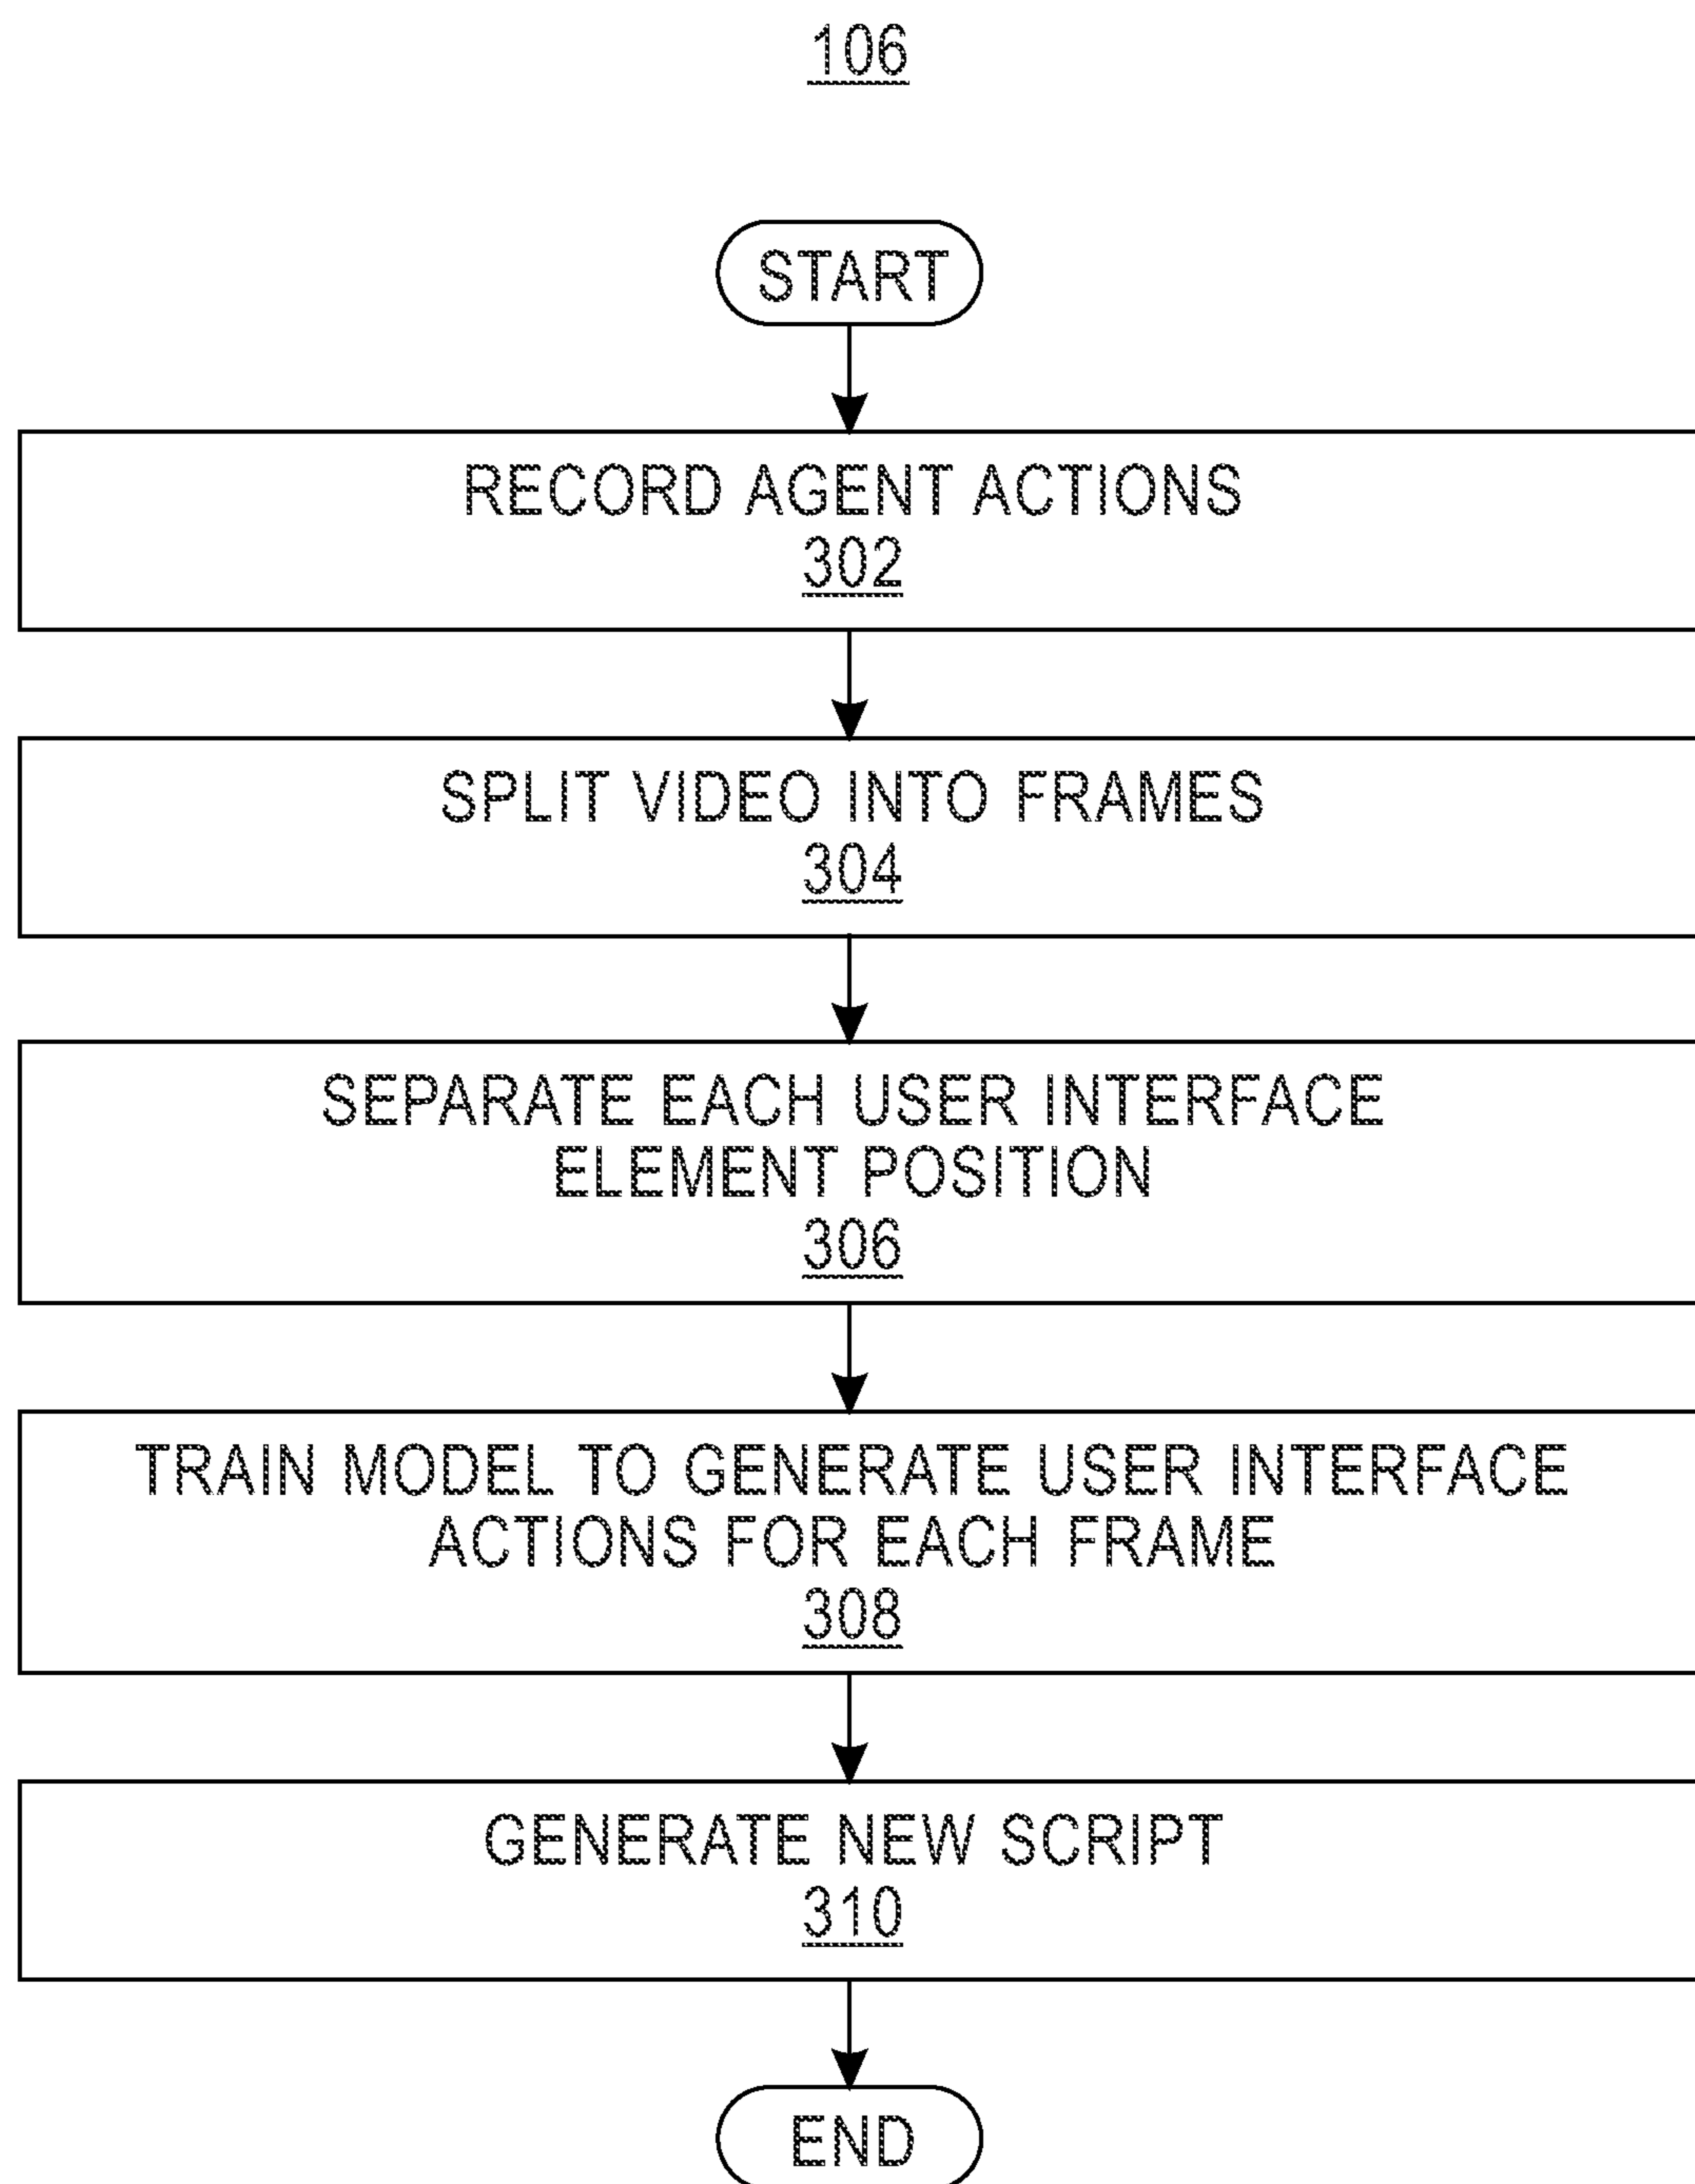 106
START
RECORD AGENT ACTIONS
302
SPLIT VIDEO INTO FRAMES
304
SEPARATE EACH USER INTERFACE
ELEMENT POSITION
306
TRAIN MODEL TO GENERATE USER INTERFACE
ACTIONS FOR EACH FRAME
308
GENERATE NEW SCRIPT
310
END